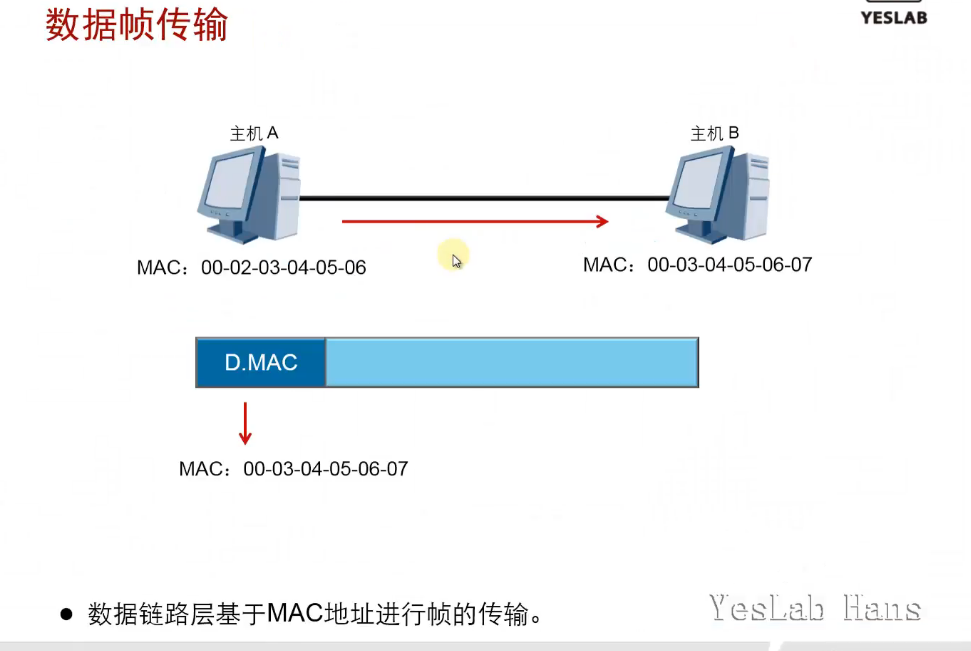 数据帧传输
YESLAB
主机 A
主机 B
MAC：00-02-03-04-05-06
MAC：00-03-04-05-06-07
D.MAC
MAC：00-03-04-05-06-07
● 数据链路层基于MAC地址进行帧的传输。
YesLab Hans